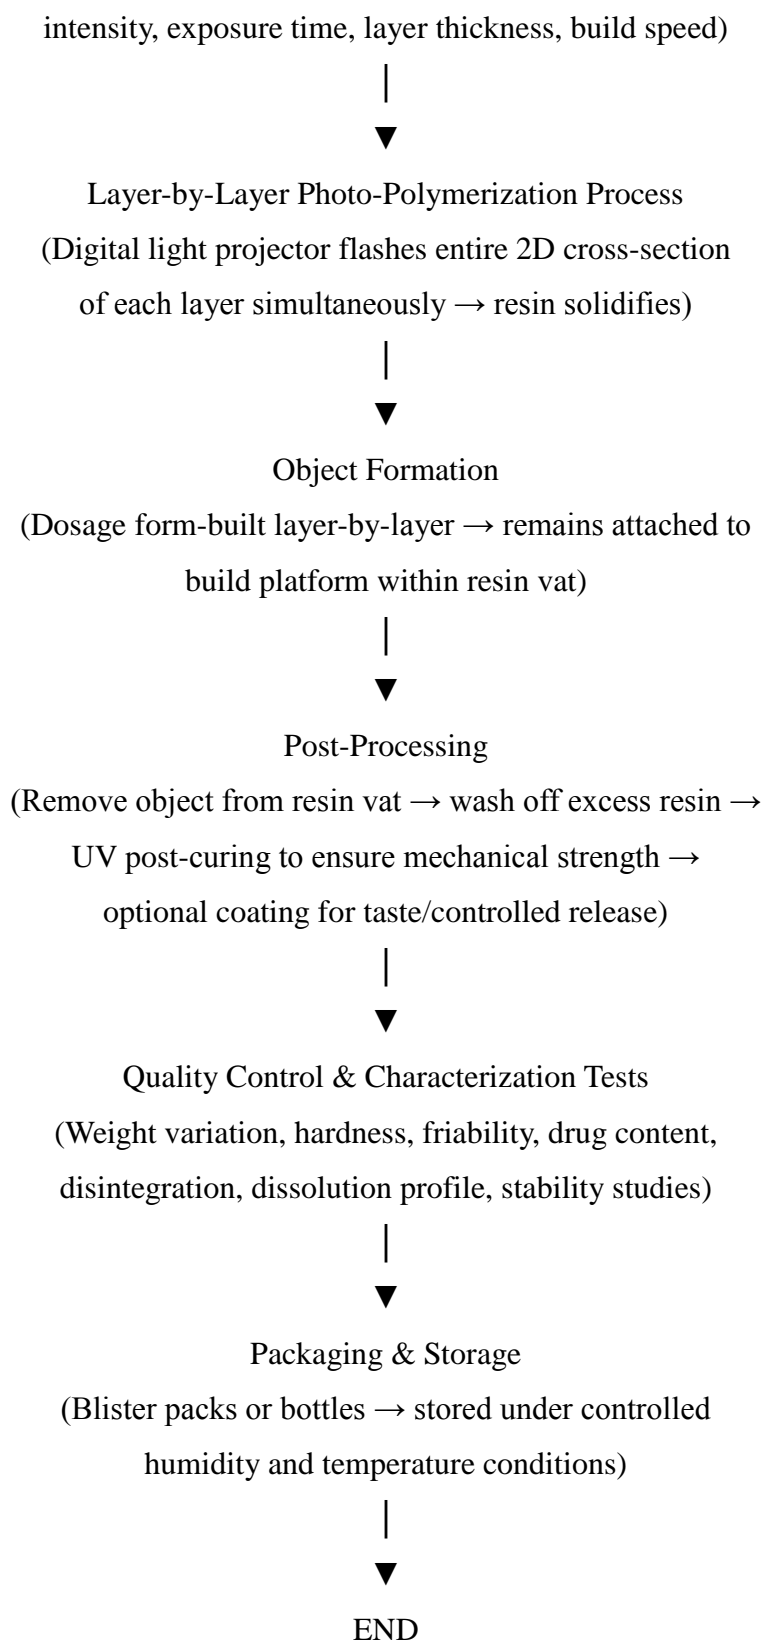 intensity, exposure time, layer thickness, build speed)
│
▼
Layer-by-Layer Photo-Polymerization Process
(Digital light projector flashes entire 2D cross-section
of each layer simultaneously → resin solidifies)
│
▼
Object Formation
(Dosage form-built layer-by-layer → remains attached to
build platform within resin vat)
│
▼
Post-Processing
(Remove object from resin vat → wash off excess resin →
UV post-curing to ensure mechanical strength →
optional coating for taste/controlled release)
│
▼
Quality Control & Characterization Tests
(Weight variation, hardness, friability, drug content,
disintegration, dissolution profile, stability studies)
│
▼
Packaging & Storage
(Blister packs or bottles → stored under controlled
humidity and temperature conditions)
│
▼
END